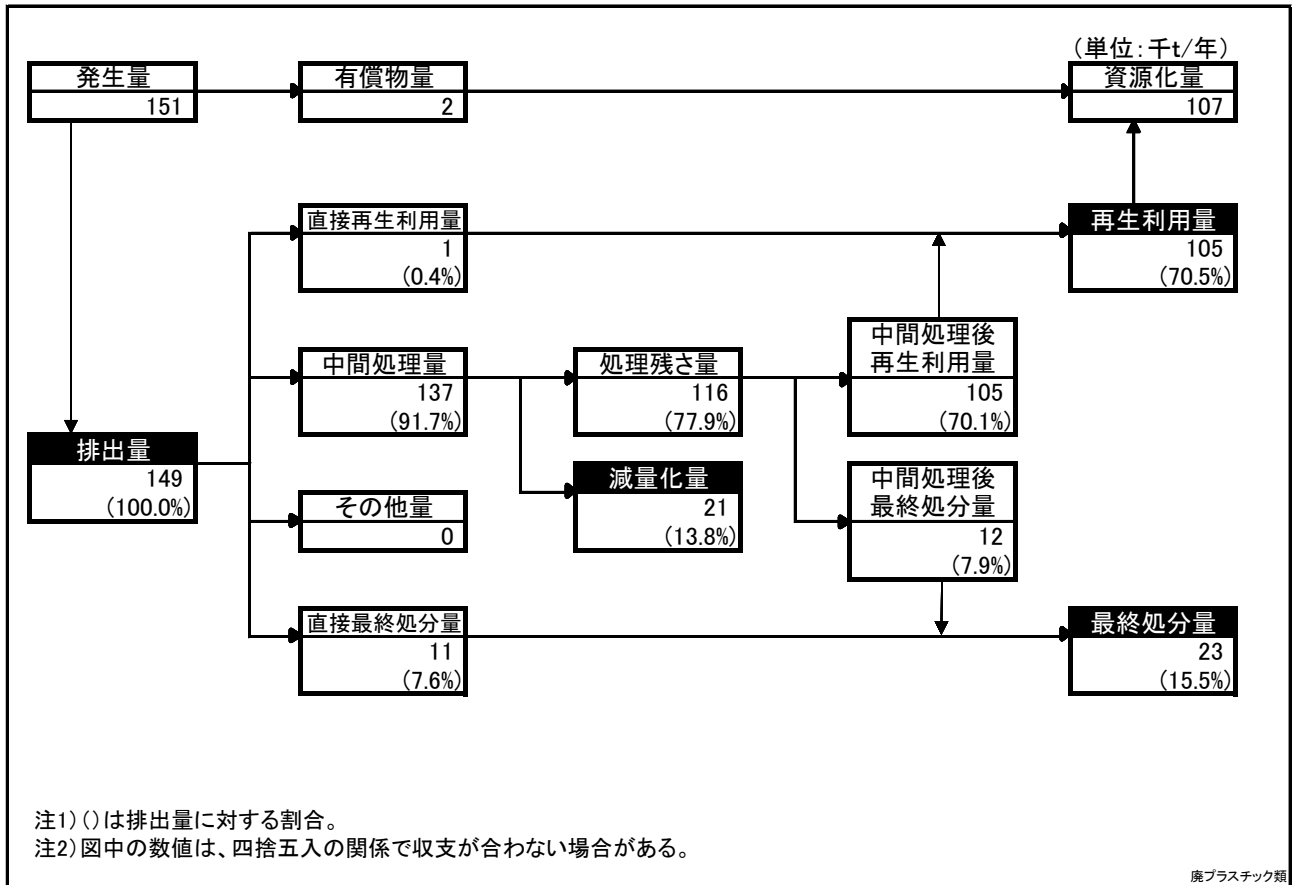 （単位：千t/年）
発生量
151
有償物量
2
資源化量
107
直接再生利用量
1
(0.4%)
再生利用量
105
(70.5%)
中間処理量
137
(91.7%)
処理残さ量
116
(77.9%)
中間処理後
再生利用量
105
(70.1%)
排出量
149
(100.0%)
その他量
0
減量化量
21
(13.8%)
中間処理後
最終処分量
12
(7.9%)
直接最終処分量
11
(7.6%)
最終処分量
23
(15.5%)
注1)()は排出量に対する割合。
注2)図中の数値は、四捨五入の関係で収支が合わない場合がある。
廃プラスチック類